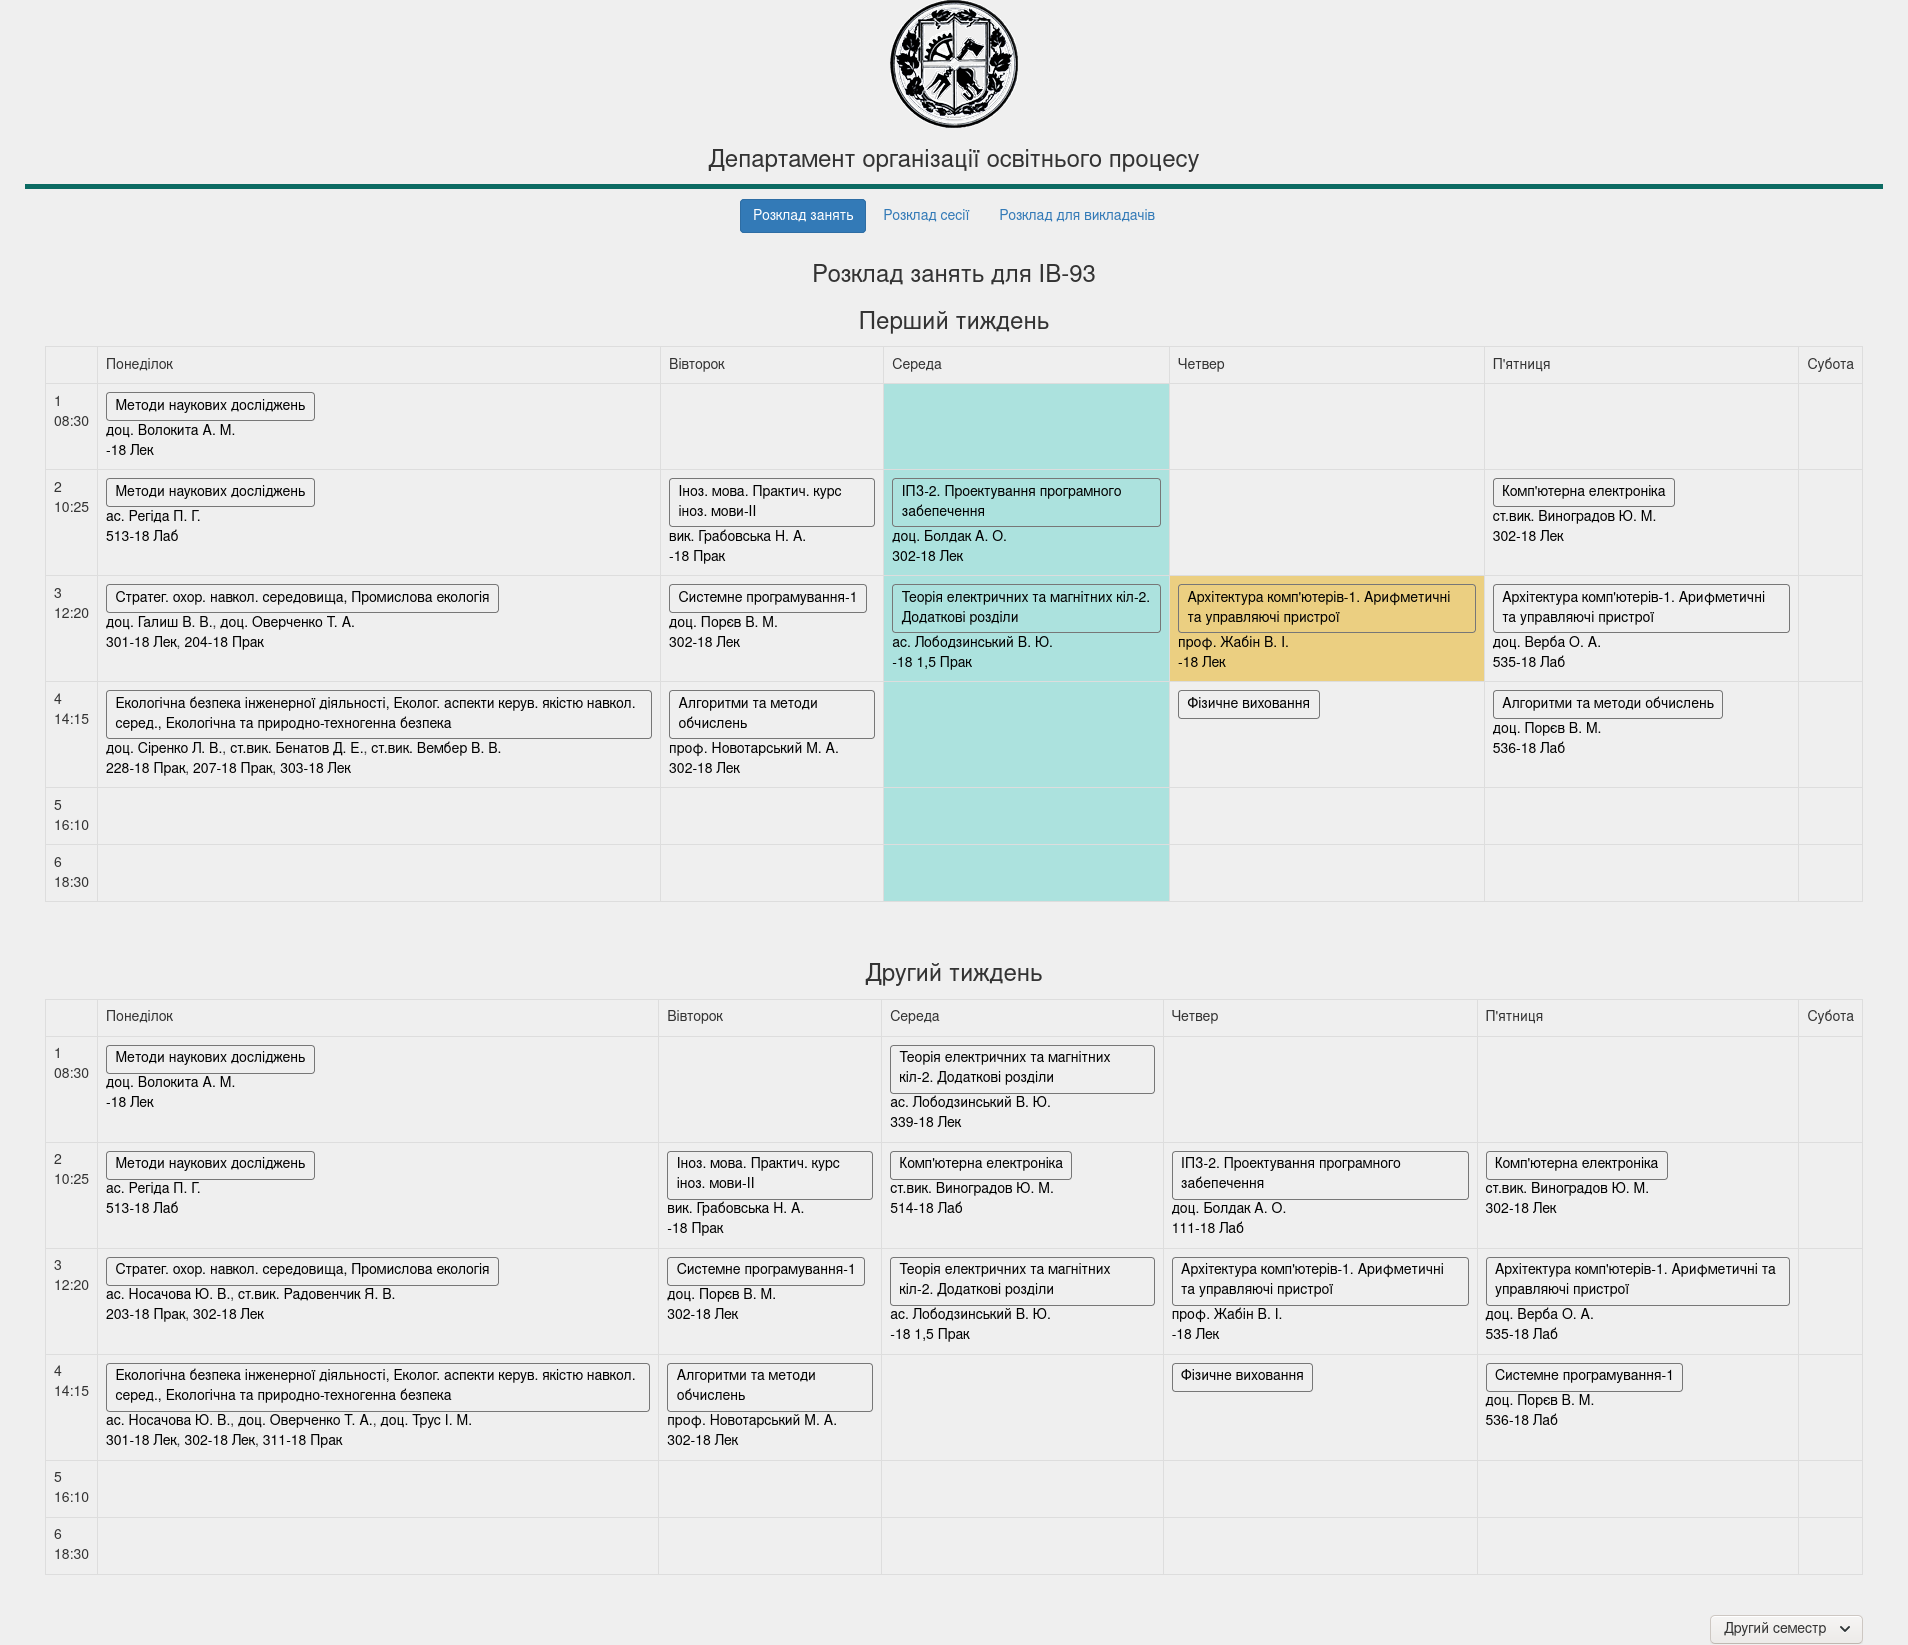 Департамент організації освітнього процесу
Розклад занять
Розклад сесії
Розклад для викладачів
Розклад занять для ІВ-93
Перший тиждень
Понеділок
Вівторок
Середа
Четвер
П'ятниця
Субота
1
08:30
Методи наукових досліджень
доц. Волокита А. М.
-18 Лек
2
10:25
Методи наукових досліджень
ас. Регіда П. Г.
513-18 Лаб
Іноз. мова. Практич. курс
іноз. мови-II
вик. Грабовська Н. А.
-18 Прак
ІПЗ-2. Проектування програмного
забепечення
доц. Болдак А. О.
302-18 Лек
Комп'ютерна електроніка
ст.вик. Виноградов Ю. М.
302-18 Лек
3
12:20
Стратег. охор. навкол. середовища, Промислова екологія
доц. Галиш В. В., доц. Оверченко Т. А.
301-18 Лек, 204-18 Прак
Системне програмування-1
доц. Порєв В. М.
302-18 Лек
Теорія електричних та магнітних кіл-2.
Додаткові розділи
ас. Лободзинський В. Ю.
-18 1,5 Прак
Архітектура комп'ютерів-1. Арифметичні
та управляючі пристрої
проф. Жабін В. І.
-18 Лек
Архітектура комп'ютерів-1. Арифметичні
та управляючі пристрої
доц. Верба О. А.
535-18 Лаб
4
14:15
Екологічна безпека інженерної діяльності, Еколог. аспекти керув. якістю навкол.
серед., Екологічна та природно-техногенна безпека
доц. Сіренко Л. В., ст.вик. Бенатов Д. Е., ст.вик. Вембер В. В.
228-18 Прак, 207-18 Прак, 303-18 Лек
Алгоритми та методи
обчислень
проф. Новотарський М. А.
302-18 Лек
Фізичне виховання
Алгоритми та методи обчислень
доц. Порєв В. М.
536-18 Лаб
5
16:10
6
18:30
Другий тиждень
Понеділок
Вівторок
Середа
Четвер
П'ятниця
Субота
1
08:30
Методи наукових досліджень
доц. Волокита А. М.
-18 Лек
Теорія електричних та магнітних
кіл-2. Додаткові розділи
ас. Лободзинський В. Ю.
339-18 Лек
2
10:25
Методи наукових досліджень
ас. Регіда П. Г.
513-18 Лаб
Іноз. мова. Практич. курс
іноз. мови-II
вик. Грабовська Н. А.
-18 Прак
Комп'ютерна електроніка
ст.вик. Виноградов Ю. М.
514-18 Лаб
ІПЗ-2. Проектування програмного
забепечення
доц. Болдак А. О.
111-18 Лаб
Комп'ютерна електроніка
ст.вик. Виноградов Ю. М.
302-18 Лек
3
12:20
Стратег. охор. навкол. середовища, Промислова екологія
ас. Носачова Ю. В., ст.вик. Радовенчик Я. В.
203-18 Прак, 302-18 Лек
Системне програмування-1
доц. Порєв В. М.
302-18 Лек
Теорія електричних та магнітних
кіл-2. Додаткові розділи
ас. Лободзинський В. Ю.
-18 1,5 Прак
Архітектура комп'ютерів-1. Арифметичні
та управляючі пристрої
проф. Жабін В. І.
-18 Лек
Архітектура комп'ютерів-1. Арифметичні та
управляючі пристрої
доц. Верба О. А.
535-18 Лаб
4
14:15
Екологічна безпека інженерної діяльності, Еколог. аспекти керув. якістю навкол.
серед., Екологічна та природно-техногенна безпека
ас. Носачова Ю. В., доц. Оверченко Т. А., доц. Трус І. М.
301-18 Лек, 302-18 Лек, 311-18 Прак
Алгоритми та методи
обчислень
проф. Новотарський М. А.
302-18 Лек
Фізичне виховання
Системне програмування-1
доц. Порєв В. М.
536-18 Лаб
5
16:10
6
18:30
Другий семестр